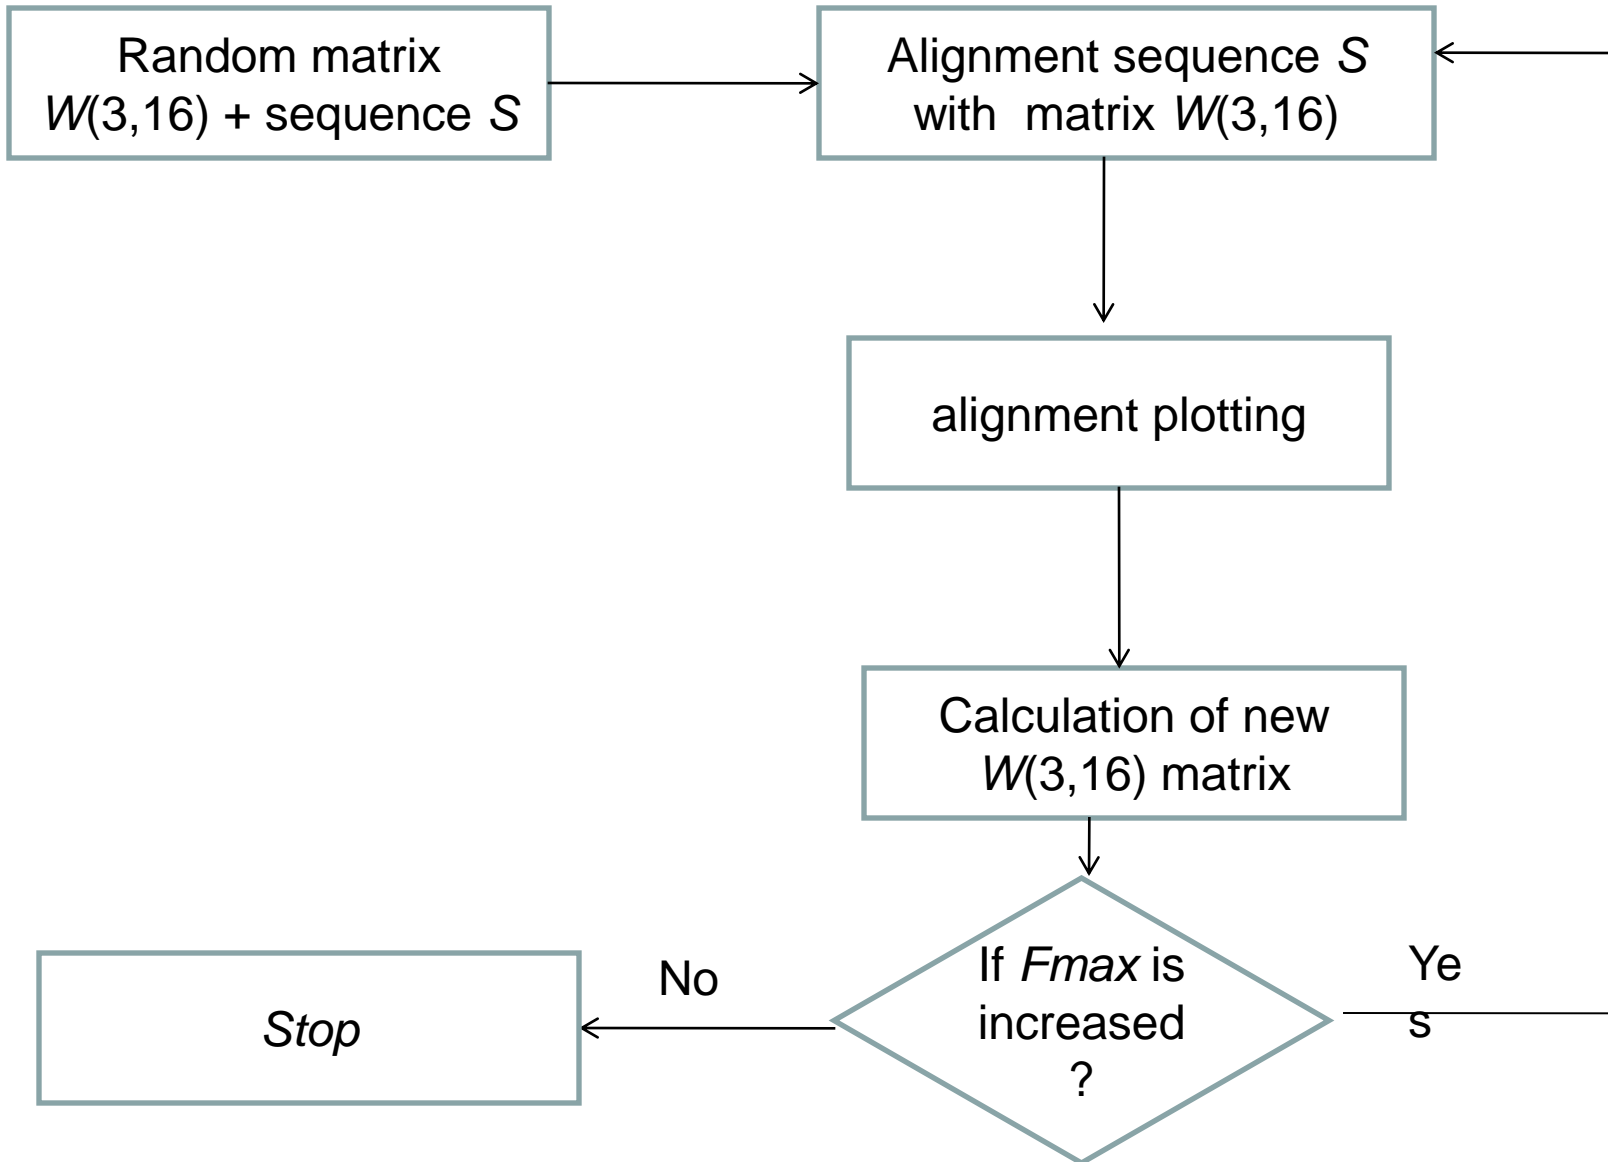 Random matrix
W(3,16) + sequence S
Alignment sequence S
with matrix W(3,16)
alignment plotting
Calculation of new
W(3,16) matrix
If Fmax is
increased
?
No
Stop
Ye
s